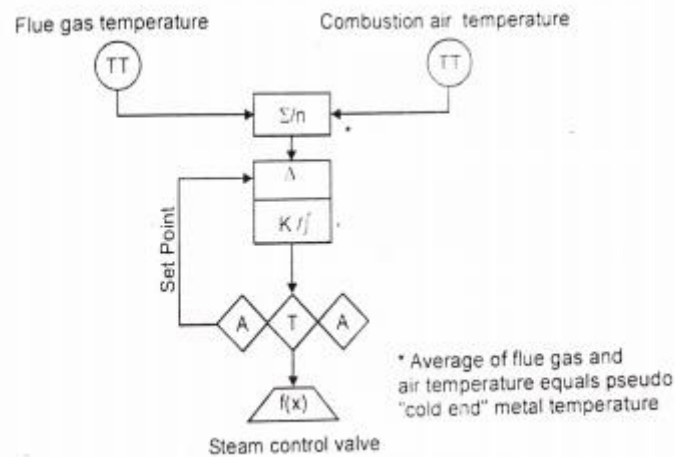 Flue gas temperature
Combustion air temperature
TT
TT
Σ/n
*
Δ
K /∫
Set Point
A
T
A
f(x)
Steam control valve
* Average of flue gas and
air temperature equals pseudo
"cold end" metal temperature